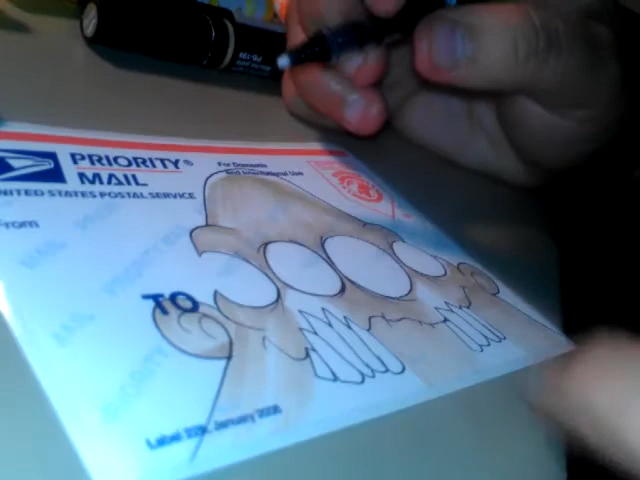 PRIORITY®
MAIL
UNITED STATES POSTAL SERVICE
For Domestic
and International Use
From
TO
Label 228, January 2008